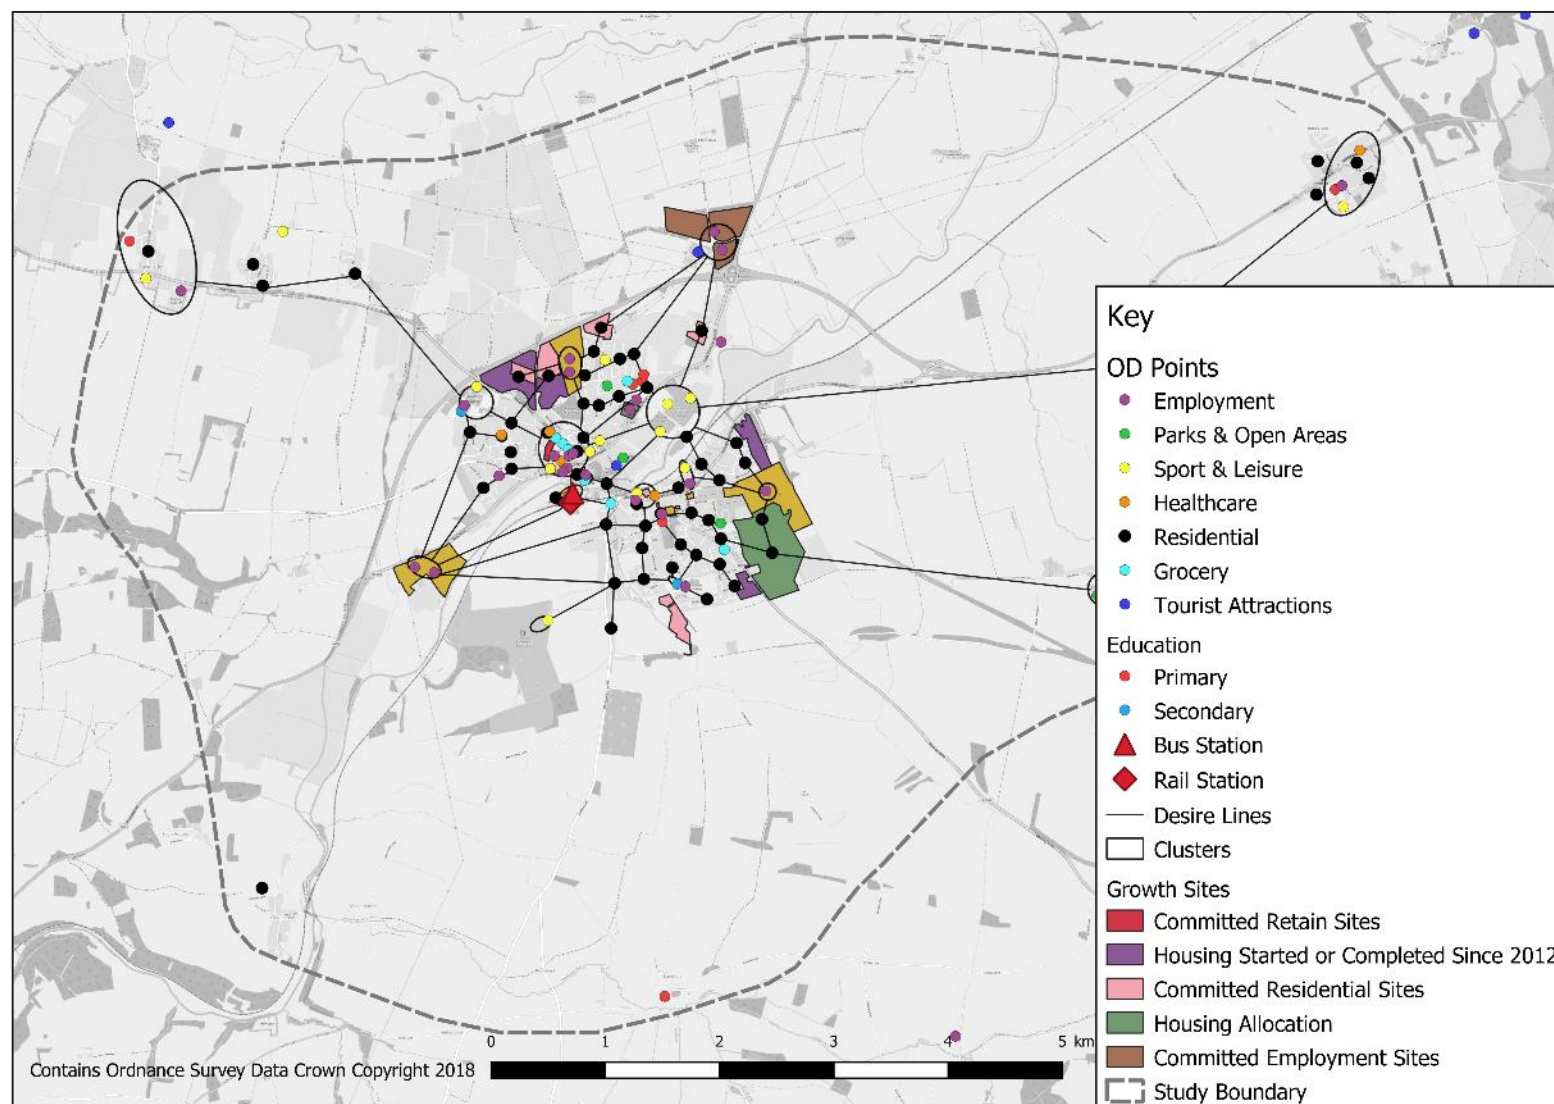 Key
OD Points
Employment
Parks & Open Areas
Sport & Leisure
Healthcare
Residential
Grocery
Tourist Attractions
Education
Primary
Secondary
Bus Station
Rail Station
Desire Lines
Clusters
Growth Sites
Committed Retain Sites
Housing Started or Completed Since 2012
Committed Residential Sites
Housing Allocation
Committed Employment Sites
Study Boundary
0 1 2 3 4 5 km
Contains Ordnance Survey Data Crown Copyright 2018